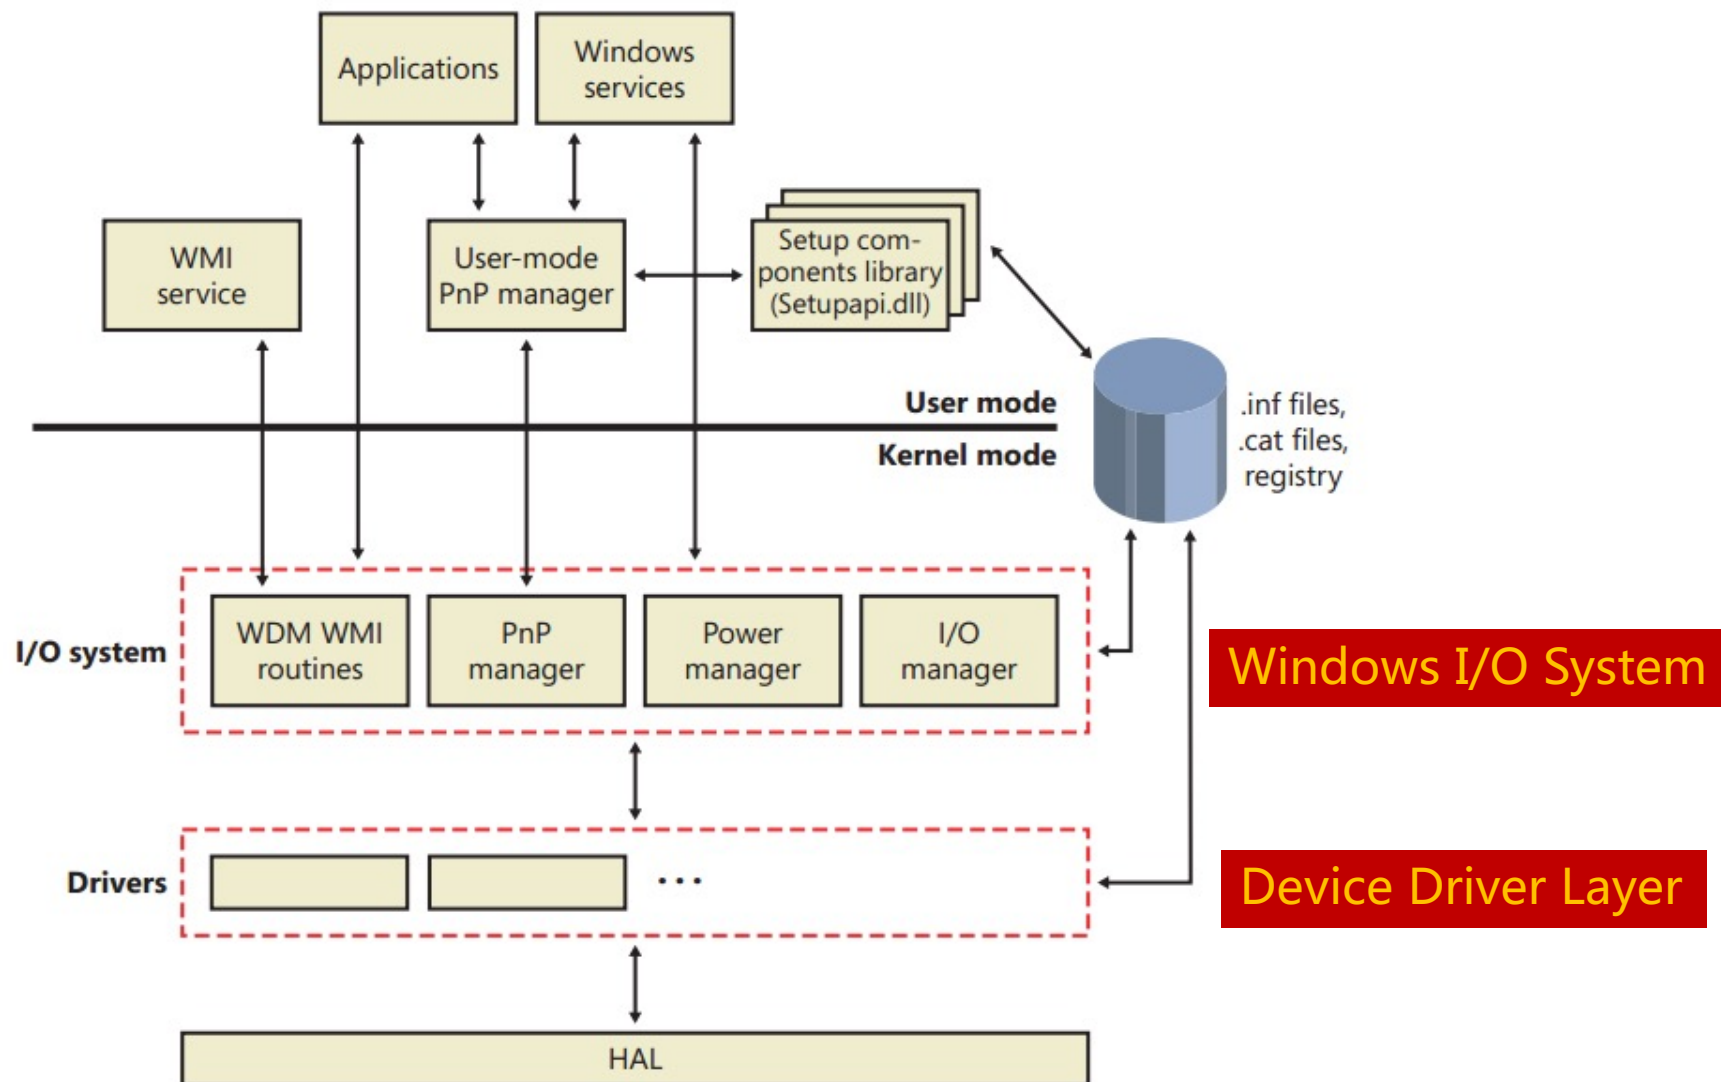 Applications
Windows
services
WMI
service
User-mode
PnP manager
Setup com-
ponents library
(Setupapi.dll)
User mode
Kernel mode
.inf files,
.cat files,
registry
I/O system
WDM WMI
routines
PnP
manager
Power
manager
I/O
manager
Windows I/O System
Drivers
...
Device Driver Layer
HAL